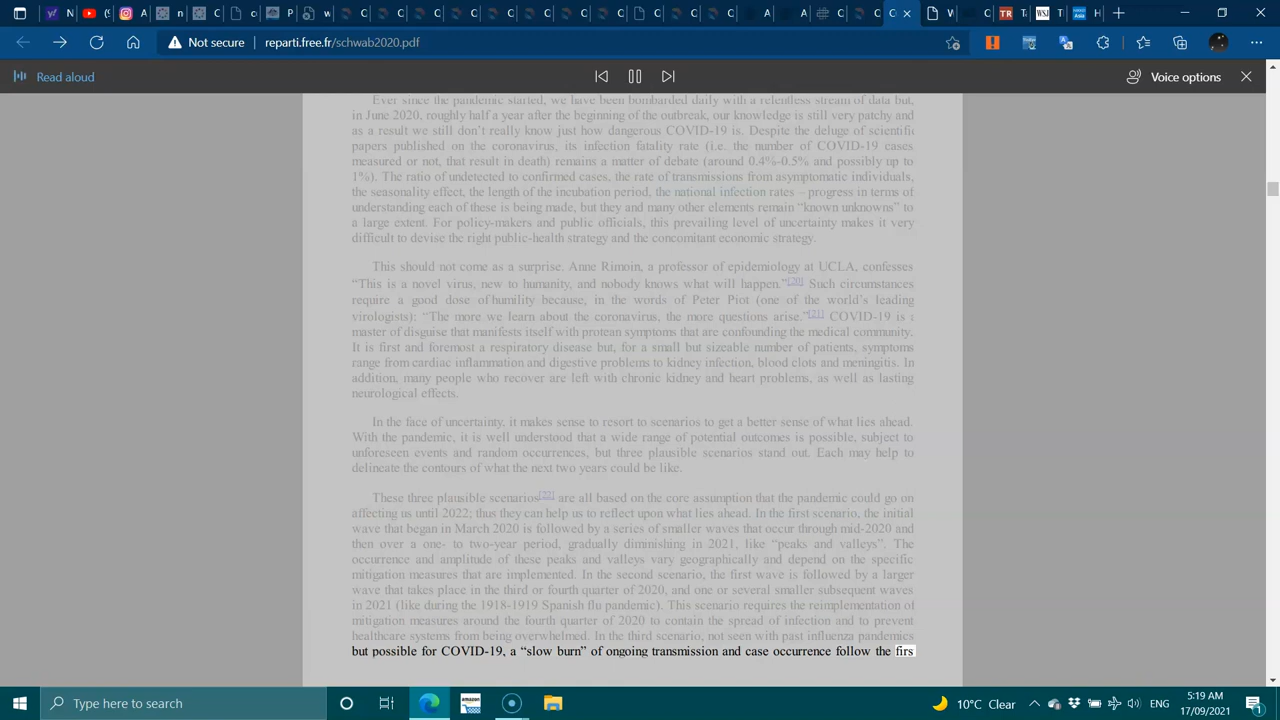 Not secure
reparti.free.fr/schwab2020.pdf
Read aloud
Voice options
Ever since the pandemic started, we have been bombarded daily with a relentless stream of data but,
in June 2020, roughly half a year after the beginning of the outbreak, our knowledge is still very patchy and
as a result we still don't really know just how dangerous COVID-19 is. Despite the deluge of scientific
papers published on the coronavirus, its infection fatality rate (i.e. the number of COVID-19 cases
measured or not, that result in death) remains a matter of debate (around 0.4%-0.5% and possibly up to
1%). The ratio of undetected to confirmed cases, the rate of transmissions from asymptomatic individuals,
the seasonality effect, the length of the incubation period, the national infection rates – progress in terms of
understanding each of these is being made, but they and many other elements remain “known unknowns” to
a large extent. For policy-makers and public officials, this prevailing level of uncertainty makes it very
difficult to devise the right public-health strategy and the concomitant economic strategy.
This should not come as a surprise. Anne Rimoin, a professor of epidemiology at UCLA, confesses
“This is a novel virus, new to humanity, and nobody knows what will happen.”[20] Such circumstances
require a good dose of humility because, in the words of Peter Piot (one of the world's leading
virologists): “The more we learn about the coronavirus, the more questions arise.”[21] COVID-19 is a
master of disguise that manifests itself with protean symptoms that are confounding the medical community.
It is first and foremost a respiratory disease but, for a small but sizeable number of patients, symptoms
range from cardiac inflammation and digestive problems to kidney infection, blood clots and meningitis. In
addition, many people who recover are left with chronic kidney and heart problems, as well as lasting
neurological effects.
In the face of uncertainty, it makes sense to resort to scenarios to get a better sense of what lies ahead.
With the pandemic, it is well understood that a wide range of potential outcomes is possible, subject to
unforeseen events and random occurrences, but three plausible scenarios stand out. Each may help to
delineate the contours of what the next two years could be like.
These three plausible scenarios[22] are all based on the core assumption that the pandemic could go on
affecting us until 2022; thus they can help us to reflect upon what lies ahead. In the first scenario, the initial
wave that began in March 2020 is followed by a series of smaller waves that occur through mid-2020 and
then over a one- to two-year period, gradually diminishing in 2021, like “peaks and valleys”. The
occurrence and amplitude of these peaks and valleys vary geographically and depend on the specific
mitigation measures that are implemented. In the second scenario, the first wave is followed by a larger
wave that takes place in the third or fourth quarter of 2020, and one or several smaller subsequent waves
in 2021 (like during the 1918-1919 Spanish flu pandemic). This scenario requires the reimplementation of
mitigation measures around the fourth quarter of 2020 to contain the spread of infection and to prevent
healthcare systems from being overwhelmed. In the third scenario, not seen with past influenza pandemics
but possible for COVID-19, a “slow burn” of ongoing transmission and case occurrence follow the firs
Type here to search
10°C Clear
ENG
5:19 AM
17/09/2021